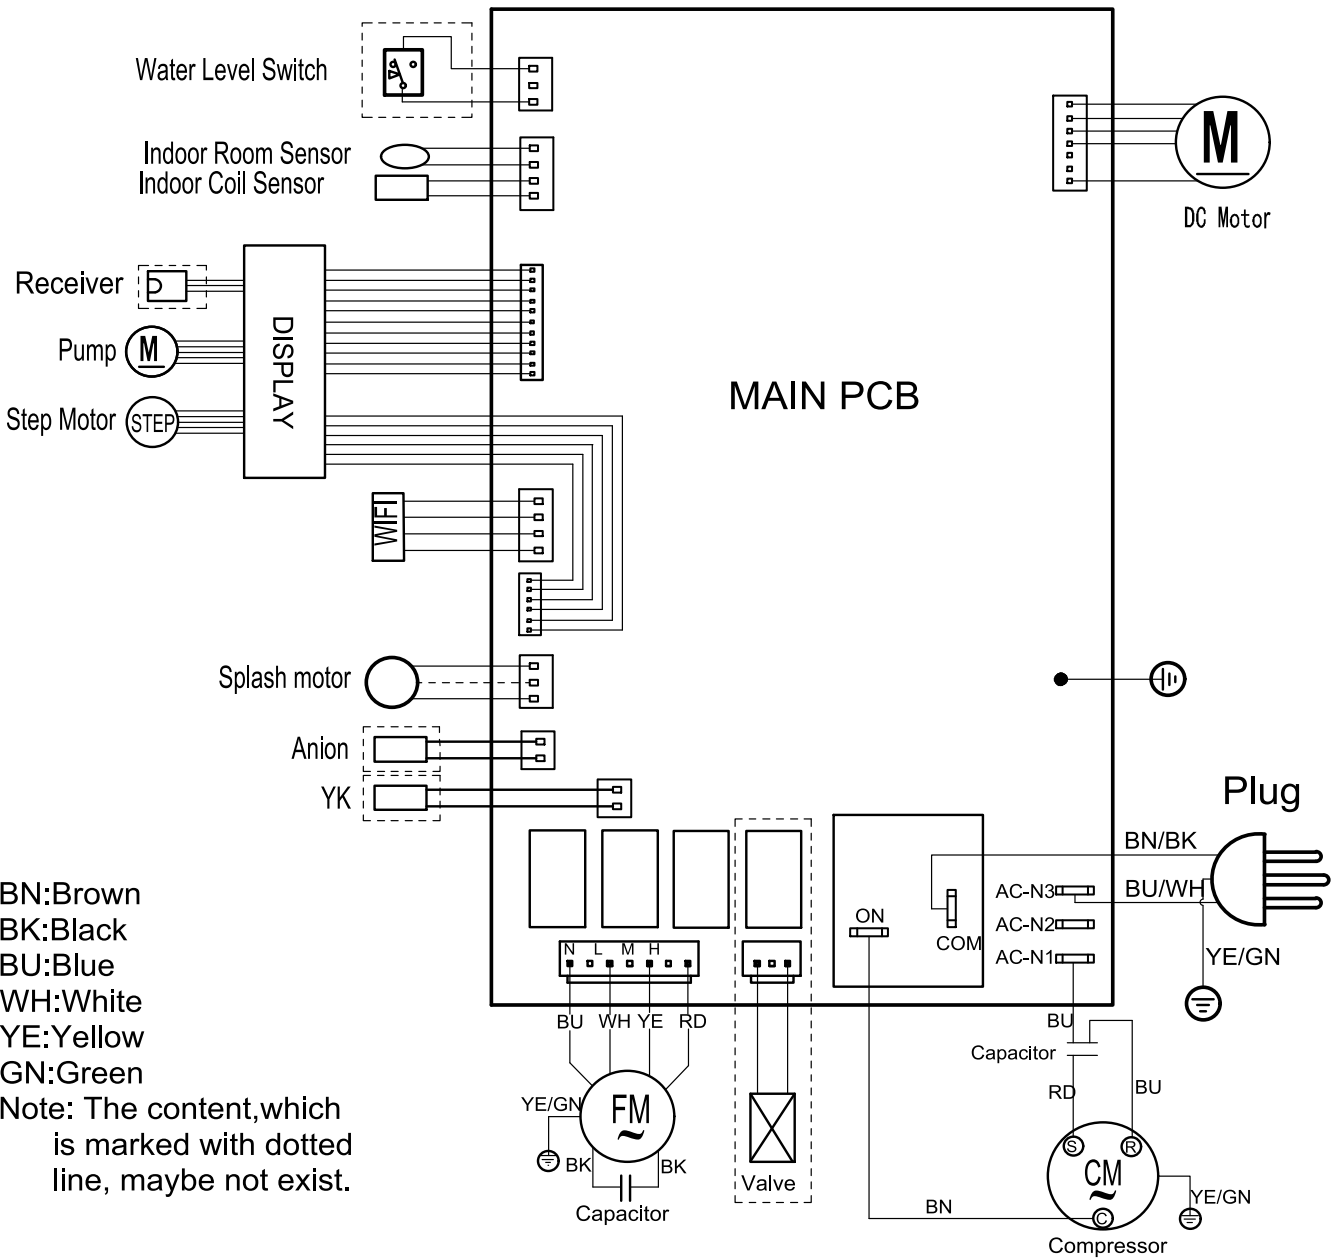 Water Level Switch
Indoor Room Sensor
Indoor Coil Sensor
M
DC Motor
Receiver
Pump
M
Step Motor
STEP
DISPLAY
MAIN PCB
WIFI
Splash motor
Anion
YK
Plug
BN/BK
AC-N3
BU/WH
AC-N2
AC-N1
ON
COM
YE/GN
N L M H
BU WH YE RD
BU
Capacitor
RD
BU
YE/GN
FM
~
BK
BK
Capacitor
Valve
BN
S
R
CM
~
C
YE/GN
Compressor
BN:Brown
BK:Black
BU:Blue
WH:White
YE:Yellow
GN:Green
Note: The content,which
is marked with dotted
line, maybe not exist.